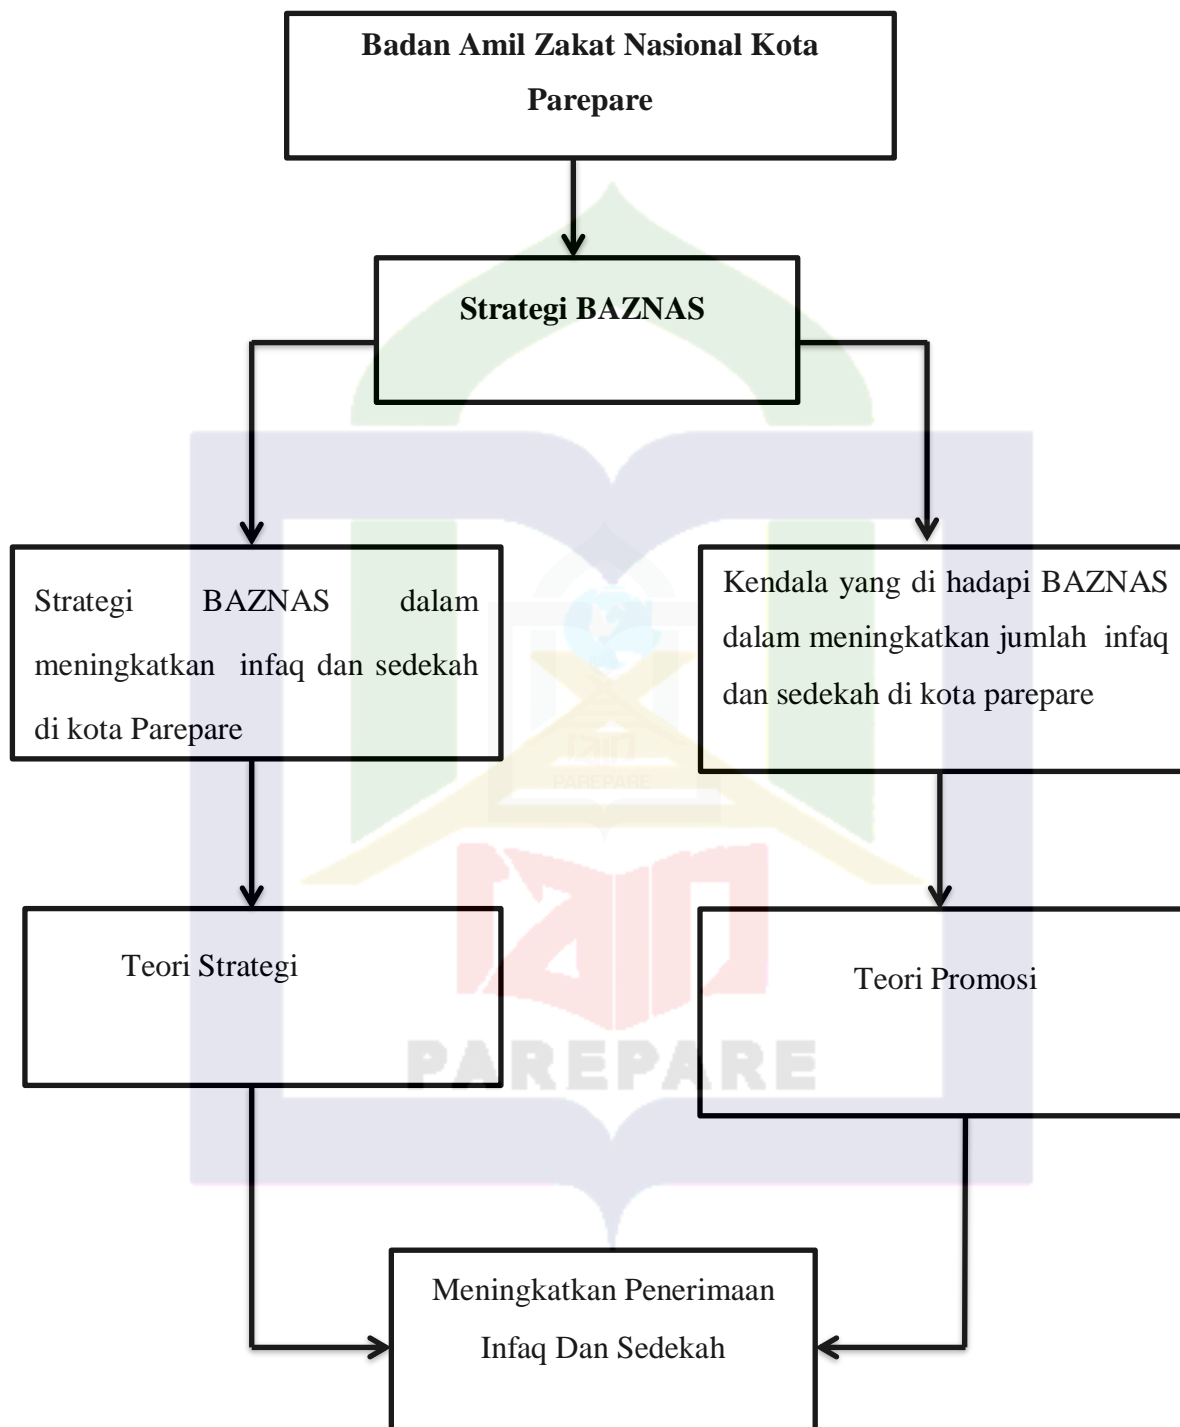 Badan Amil Zakat Nasional Kota
Parepare
Strategi BAZNAS
Strategi BAZNAS dalam
meningkatkan infaq dan sedekah
di kota Parepare
Kendala yang di hadapi BAZNAS
dalam meningkatkan jumlah infaq
dan sedekah di kota parepare
PAREPARE
Teori Strategi
Teori Promosi
PAREPARE
Meningkatkan Penerimaan
Infaq Dan Sedekah